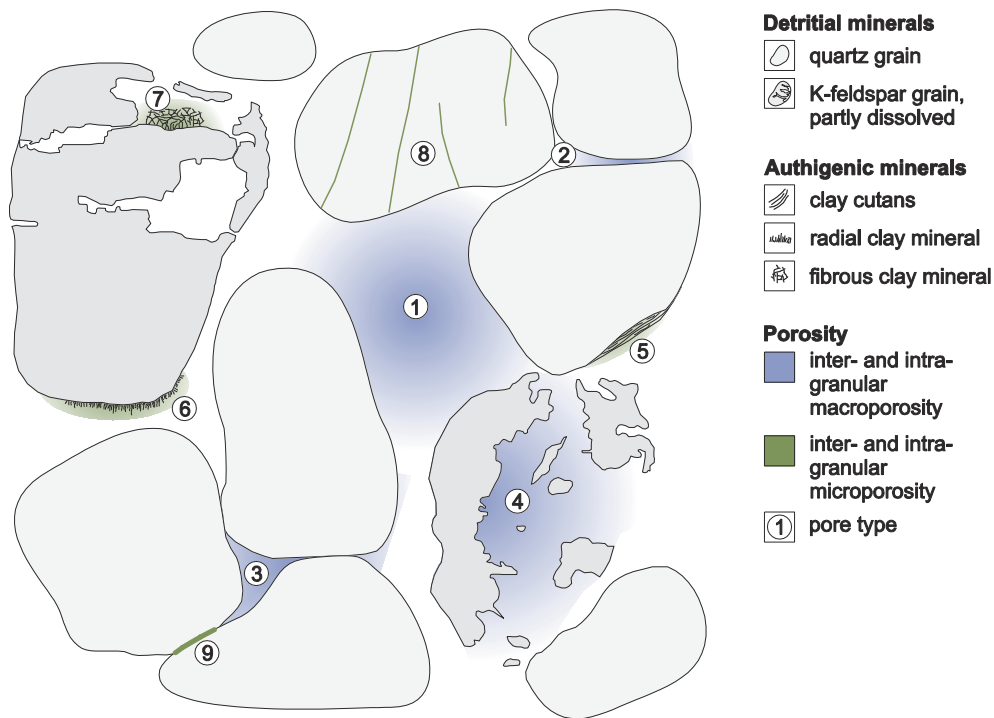 Detritial minerals
quartz grain
K-feldspar grain,
partly dissolved
Authigenic minerals
clay cutans
radial clay mineral
fibrous clay mineral
Porosity
inter- and intra-
granular
macroporosity
inter- and intra-
granular
microporosity
1 pore type
7
8
2
1
5
6
4
3
9